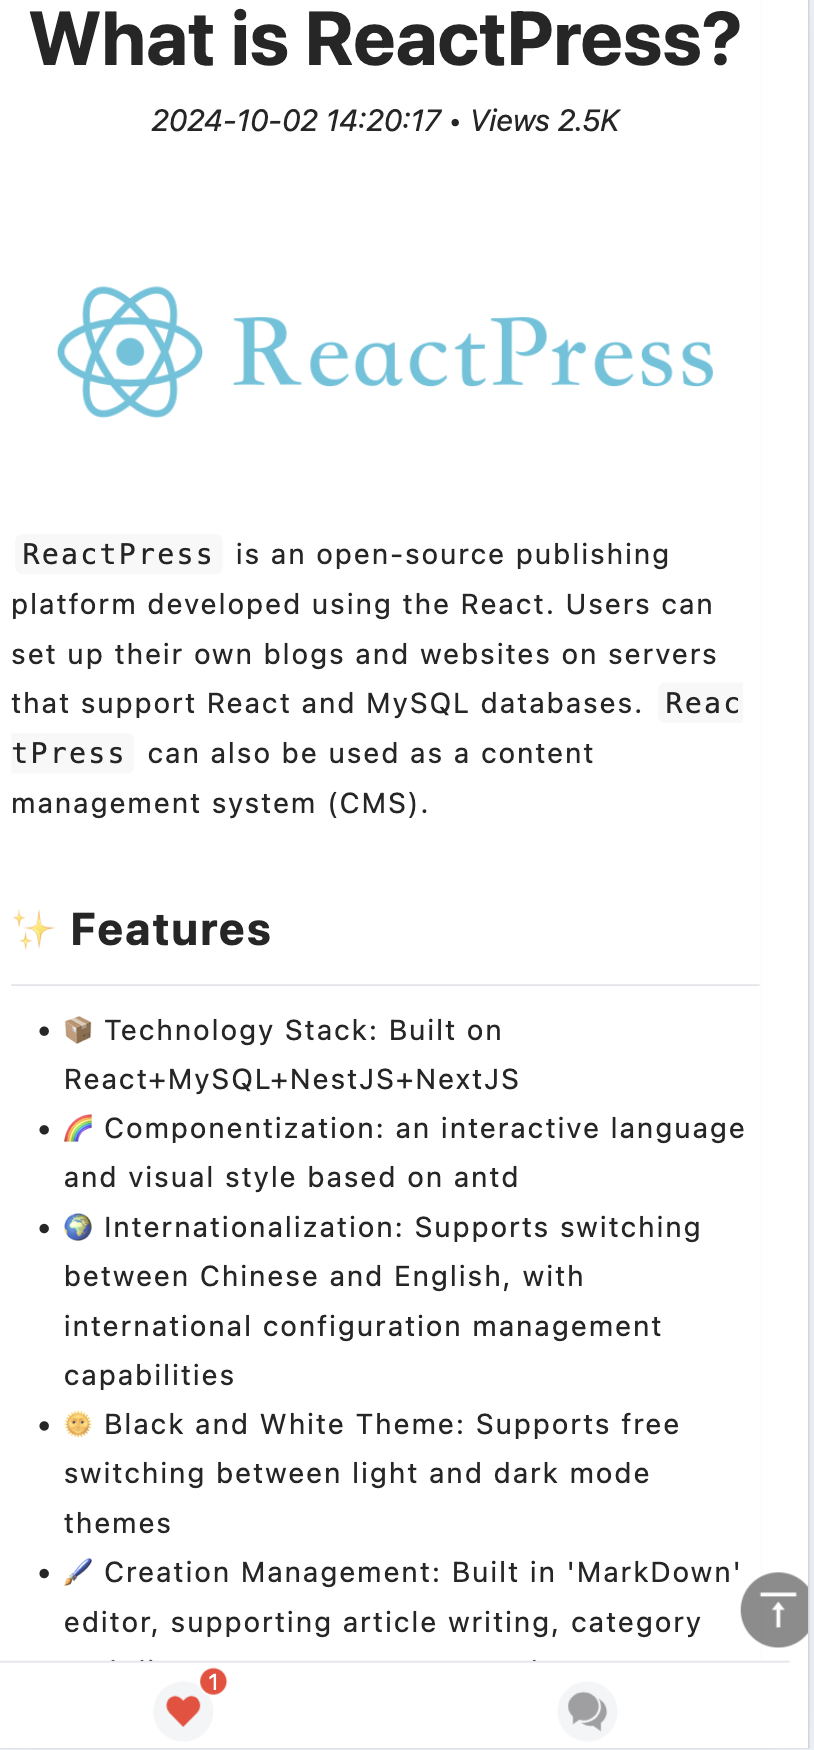 What is ReactPress?
2024-10-02 14:20:17 • Views 2.5K
ReactPress
ReactPress is an open-source publishing
platform developed using the React. Users can
set up their own blogs and websites on servers
that support React and MySQL databases. Reac
tPress can also be used as a content
management system (CMS).
✨ Features
• 📦 Technology Stack: Built on
React+MySQL+NestJS+NextJS
• 🌈 Componentization: an interactive language
and visual style based on antd
• 🌍 Internationalization: Supports switching
between Chinese and English, with
international configuration management
capabilities
• 🌞 Black and White Theme: Supports free
switching between light and dark mode
themes
• 🖌️ Creation Management: Built in 'MarkDown'
editor, supporting article writing, category
1